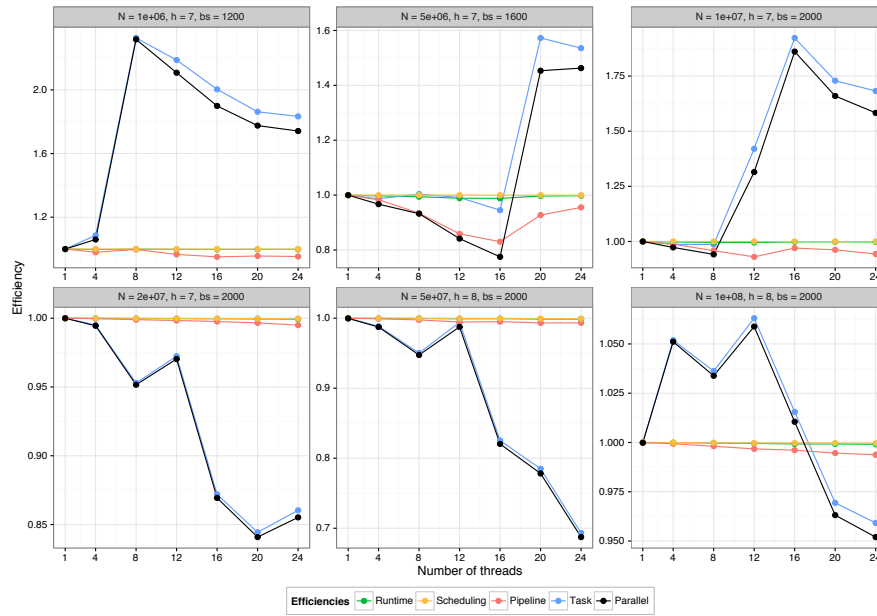 N = 1e+06, h = 7, bs = 1200
N = 5e+06, h = 7, bs = 1600
N = 1e+07, h = 7, bs = 2000
2.0
1.6
1.2
1.6
1.4
1.2
1.0
0.8
1.75
1.50
1.25
1.00
1 4 8 12 16 20 24
1 4 8 12 16 20 24
1 4 8 12 16 20 24
Efficiency
N = 2e+07, h = 7, bs = 2000
N = 5e+07, h = 8, bs = 2000
N = 1e+08, h = 8, bs = 2000
1.00
0.95
0.90
0.85
1.0
0.9
0.8
0.7
1.050
1.025
1.000
0.975
0.950
1 4 8 12 16 20 24
1 4 8 12 16 20 24
1 4 8 12 16 20 24
Number of threads
Efficiencies Runtime Scheduling Pipeline Task Parallel